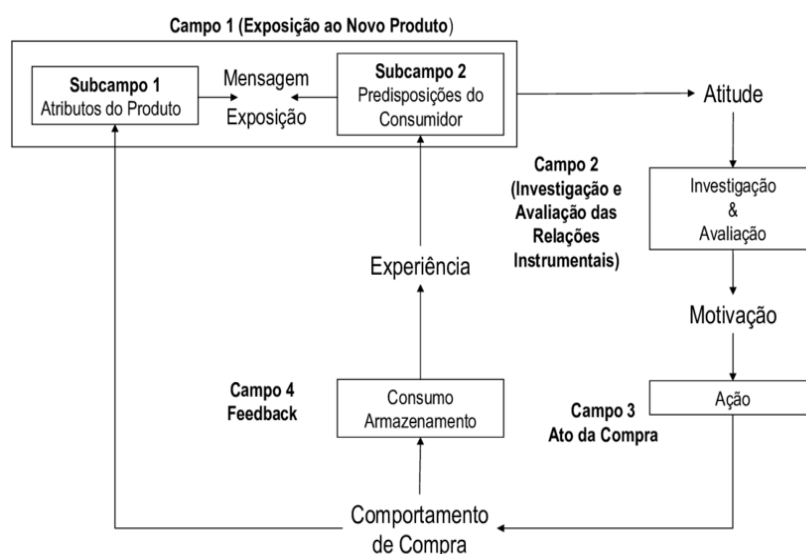 Campo 1 (Exposição ao Novo Produto)
Subcampo 1
Atributos do Produto
Mensagem
Exposição
Subcampo 2
Predisposições do
Consumidor
Atitude
Campo 2
(Investigação e
Avaliação das
Relações
Instrumentais)
Investigação
&
Avaliação
Experiência
Motivação
Campo 4
Feedback
Consumo
Armazenamento
Campo 3
Ato da Compra
Ação
Comportamento
de Compra